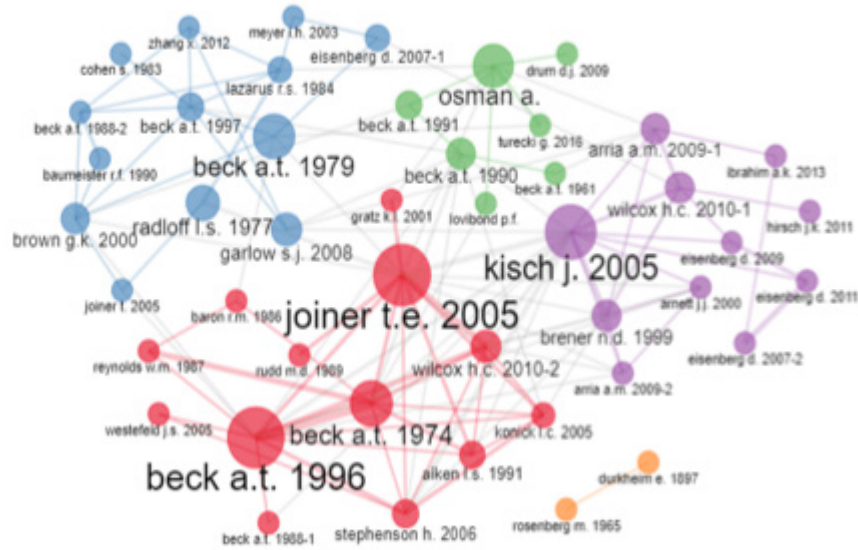 meyer i.h. 2003
zhang x. 2012
eisenberg d. 2007-1
cohen s. 1983
lazarus r.s. 1984
drum d.j. 2009
osman a.
beck a.t. 1988-2
beck a.t. 1997
beck a.t. 1991
turecki g. 2016
arria a.m. 2009-1
beck a.t. 1979
baumeister r.f. 1990
beck a.t. 1990
ibrahim a.k. 2013
beck a.t. 1961
wilcox h.c. 2010-1
gratz k.l. 2001
lovibond p.f.
radloff l.s. 1977
hirsch j.k. 2011
brown g.k. 2000
garlow s.j. 2008
eisenberg d. 2009
kisch j. 2005
joiner t. 2005
arnett j.j. 2000
eisenberg d. 2011
baron r.m. 1986
joiner t.e. 2005
brener n.d. 1999
reynolds w.m. 1987
rudd m.d. 1989
eisenberg d. 2007-2
wilcox h.c. 2010-2
arria a.m. 2009-2
westefeld j.s. 2005
beck a.t. 1974
konick l.c. 2005
beck a.t. 1996
aiken l.s. 1991
durkheim e. 1897
beck a.t. 1988-1
stephenson h. 2006
rosenberg m. 1965